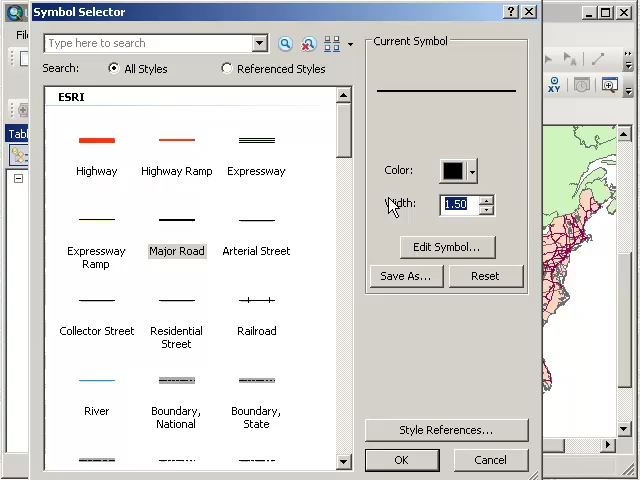 Symbol Selector
Fil
Type here to search
Search:
All Styles
Referenced Styles
Tabl
ESRI
Highway
Highway Ramp
Expressway
Expressway
Ramp
Major Road
Arterial Street
Collector Street
Residential
Street
Railroad
River
Boundary,
National
Boundary,
State
Current Symbol
Color:
Width:
1.50
Edit Symbol...
Save As...
Reset
Style References...
OK
Cancel
XY